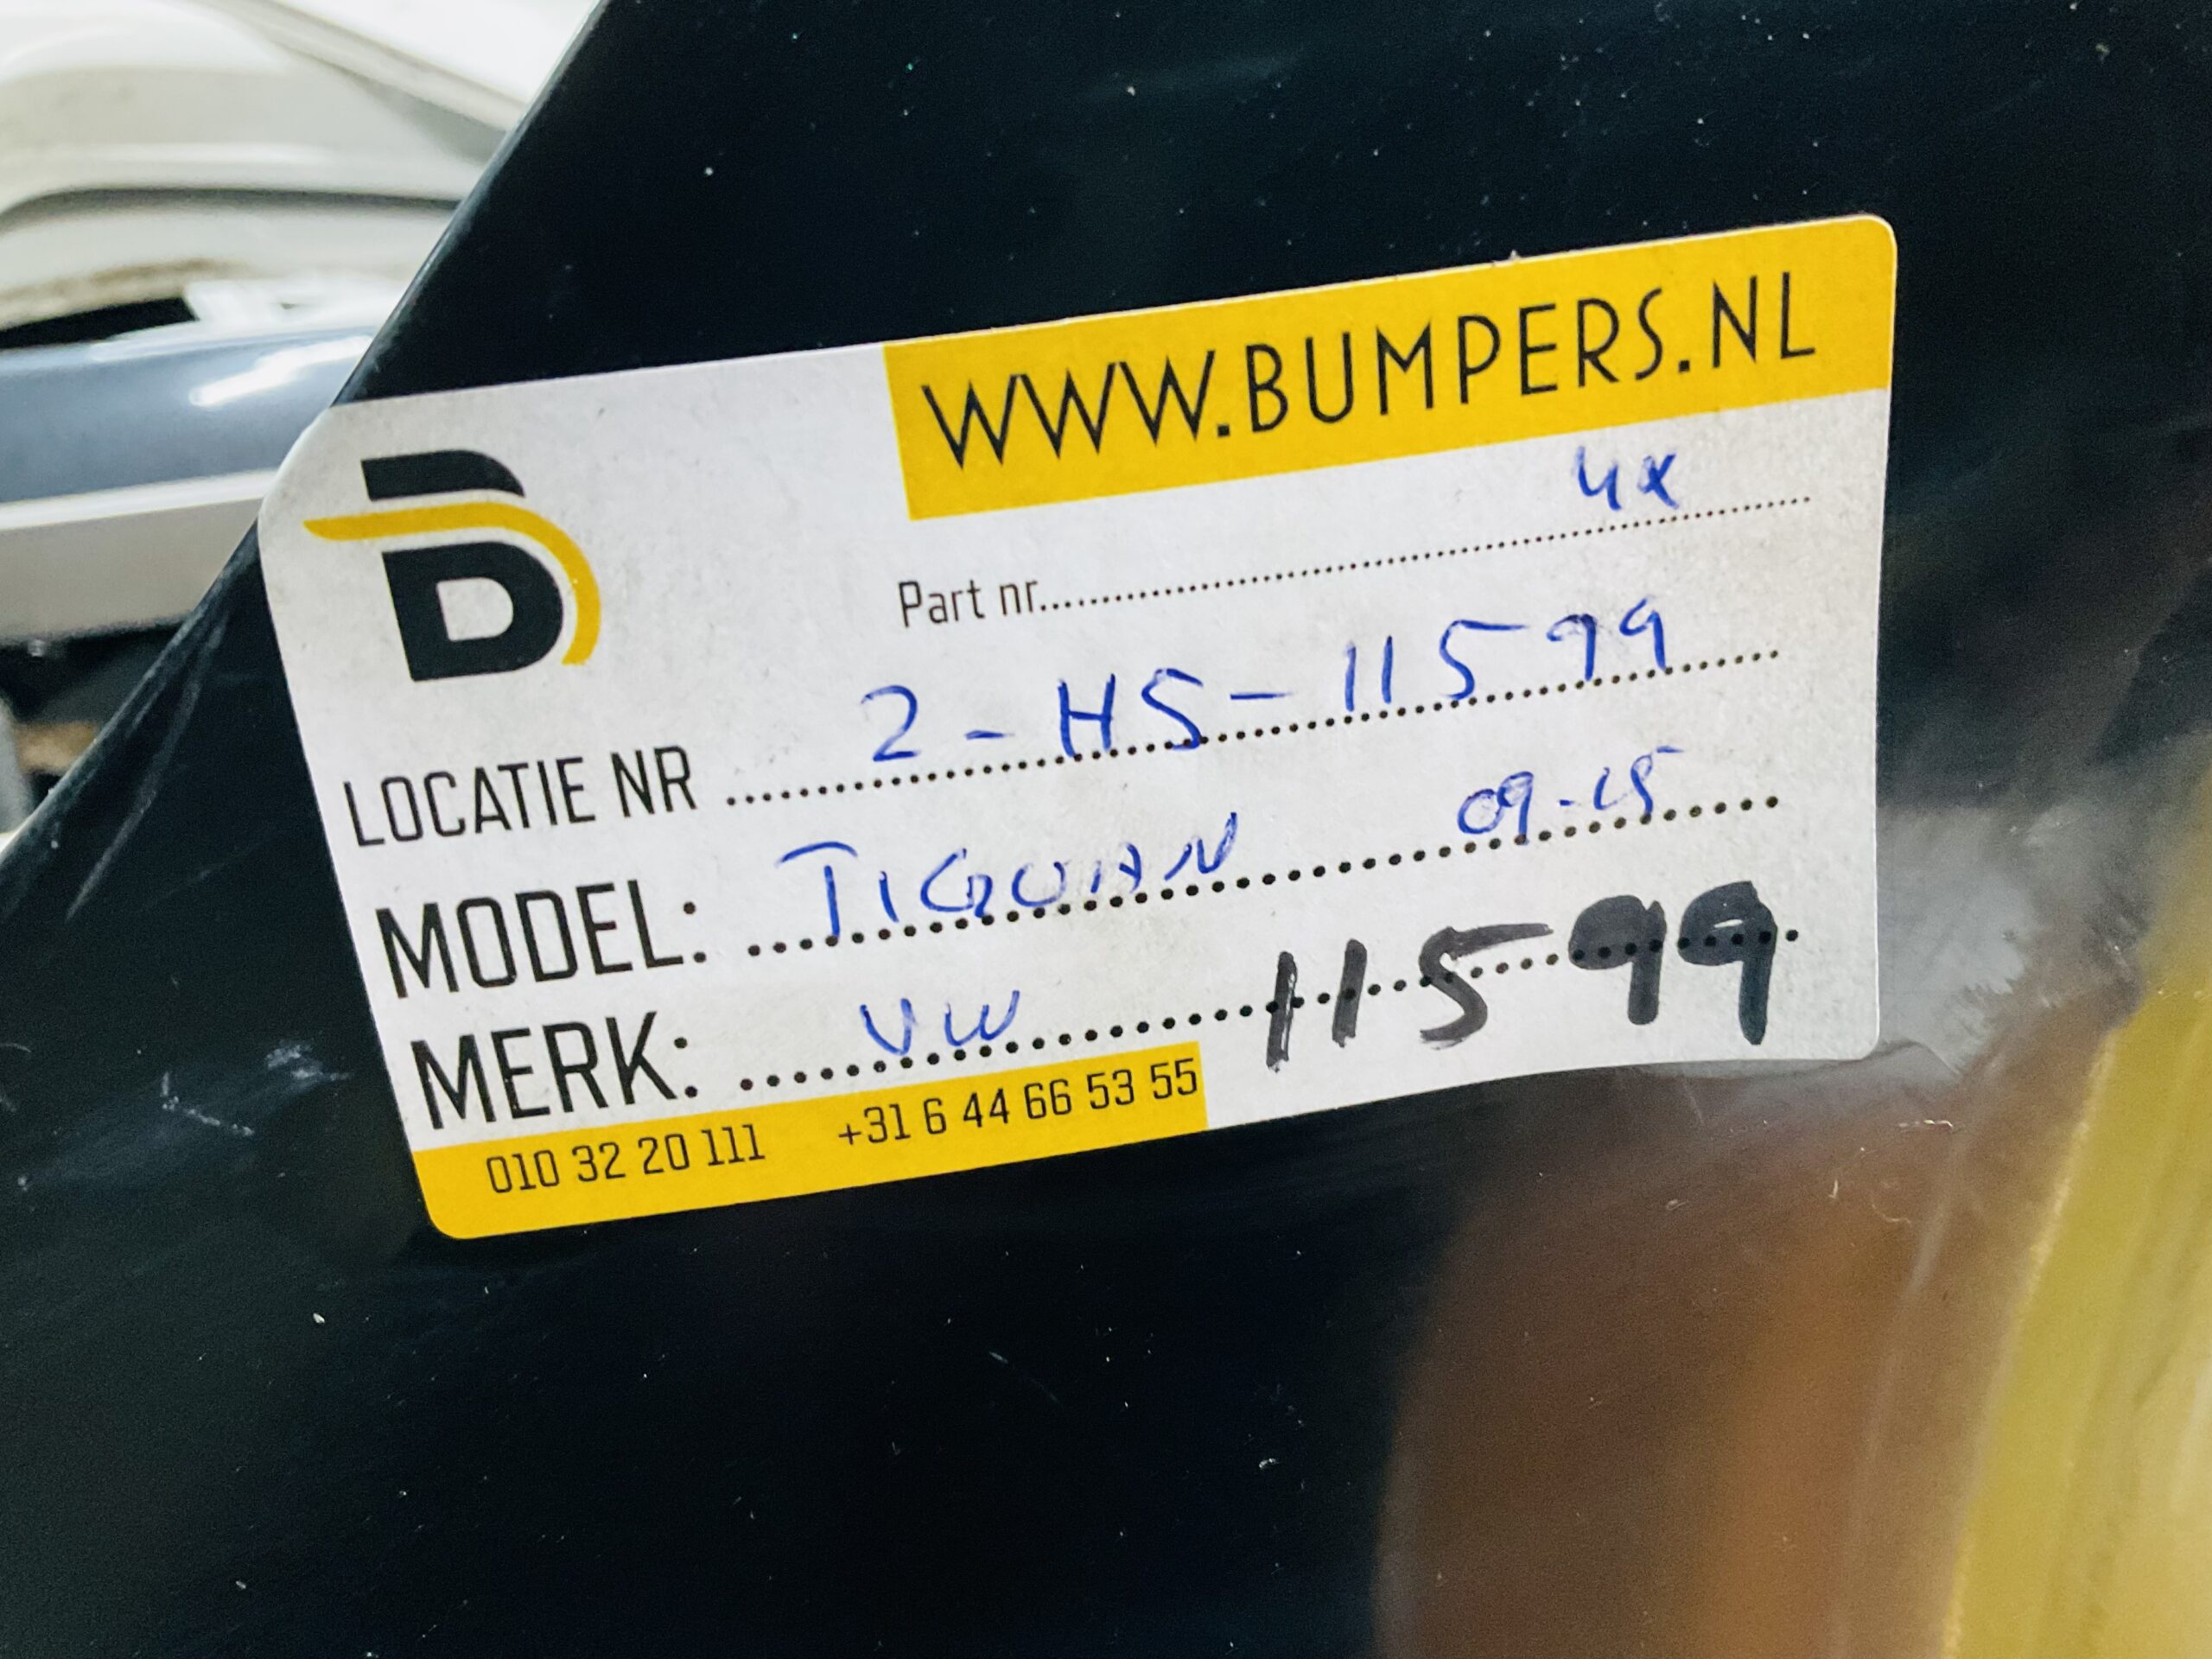 WWW.BUMPERS.NL
4x
Part nr.
LOCATIE NR 2-HS-11599
MODEL: TIGUAN 09-15
MERK: VW 11599
010 32 20 111 +31 6 44 66 53 55